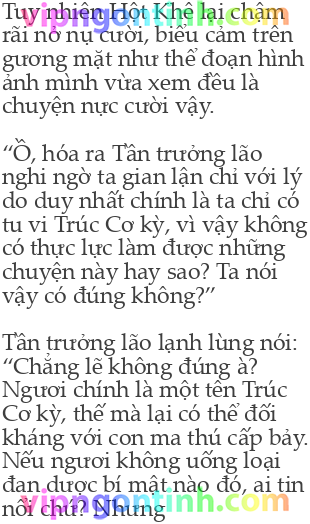 Tuy nhiên Hột Khê lại chậm
rãi nở nụ cười, biểu cảm trên
gương mặt như thể đoạn hình
ảnh mình vừa xem đều là
chuyện nực cười vậy.
“Ồ, hóa ra Tần trưởng lão
nghi ngờ ta gian lận chỉ với lý
do duy nhất chính là ta chỉ có
tu vi Trúc Cơ kỳ, vì vậy không
có thực lực làm được những
chuyện này hay sao? Ta nói
vậy có đúng không?”
Tần trưởng lão lạnh lùng nói:
“Chẳng lẽ không đúng à?
Ngươi chính là một tên Trúc
Cơ kỳ, thế mà lại có thể đối
kháng với con ma thú cấp bảy.
Nếu ngươi không uống loại
đan dược bí mật nào đó, ai tin
nổi chứ? Nhưng
vipngontinh.com
vipngontinh.com